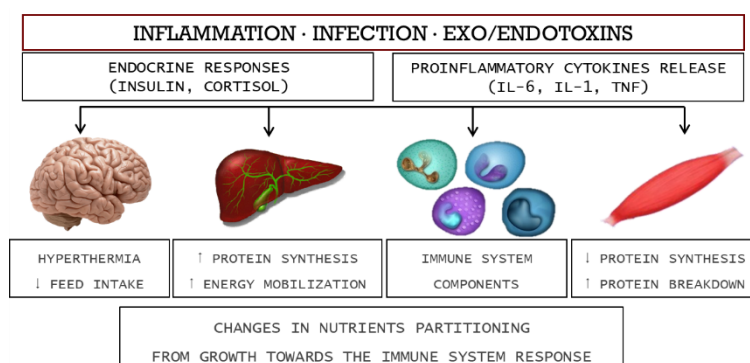 INFLAMMATION · INFECTION · EXO/ENDOTOXINS
ENDOCRINE RESPONSES
(INSULIN, CORTISOL)
PROINFLAMMATORY CYTOKINES RELEASE
(IL-6, IL-1, TNF)
HYPERTHERMIA
↓ FEED INTAKE
↑ PROTEIN SYNTHESIS
↑ ENERGY MOBILIZATION
IMMUNE SYSTEM
COMPONENTS
↓ PROTEIN SYNTHESIS
↑ PROTEIN BREAKDOWN
CHANGES IN NUTRIENTS PARTITIONING
FROM GROWTH TOWARDS THE IMMUNE SYSTEM RESPONSE